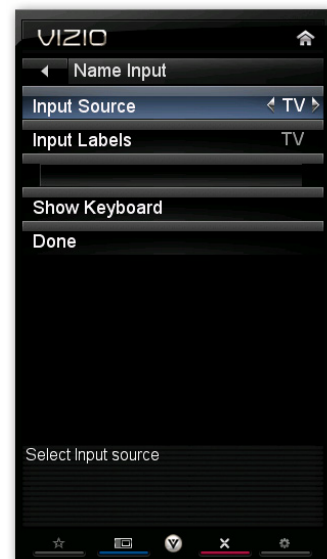 VIZIO
Name Input
Input Source TV
Input Labels TV
Show Keyboard
Done
Select Input source
V